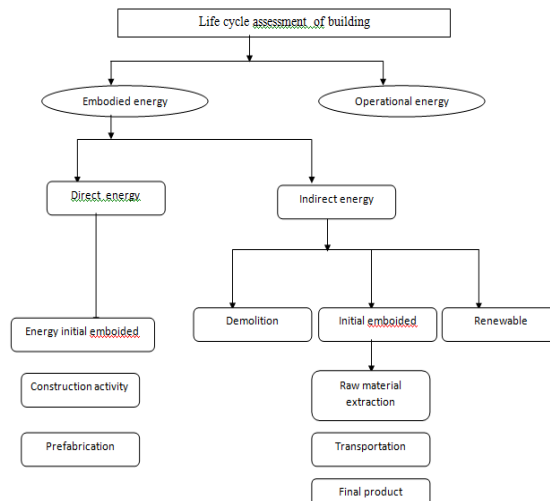 Life cycle assessment of building
Embodied energy
Operational energy
Direct energy
Indirect energy
Energy initial emboided
Demolition
Initial emboided
Renewable
Construction activity
Raw material
extraction
Prefabrication
Transportation
Final product